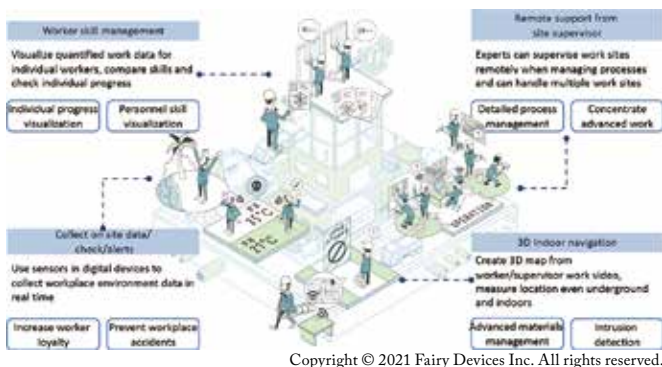 Worker skill management
Visualize quantified work data for
individual workers, compare skills and
check individual progress
Individual progress
visualization
Personnel skill
visualization
Remote support from
site supervisor
Experts can supervise work sites
remotely when managing processes
and can handle multiple work sites
Detailed process
management
Concentrate
advanced work
Collect on site data/
check/alerts
Use sensors in digital devices to
collect workplace environment data in
real time
Increase worker
loyalty
Prevent workplace
accidents
3D indoor navigation
Create 3D map from
worker/supervisor work video,
measure location even underground
and indoors
Advanced materials
management
Intrusion
detection
OPERATION
Copyright © 2021 Fairy Devices Inc. All rights reserved.